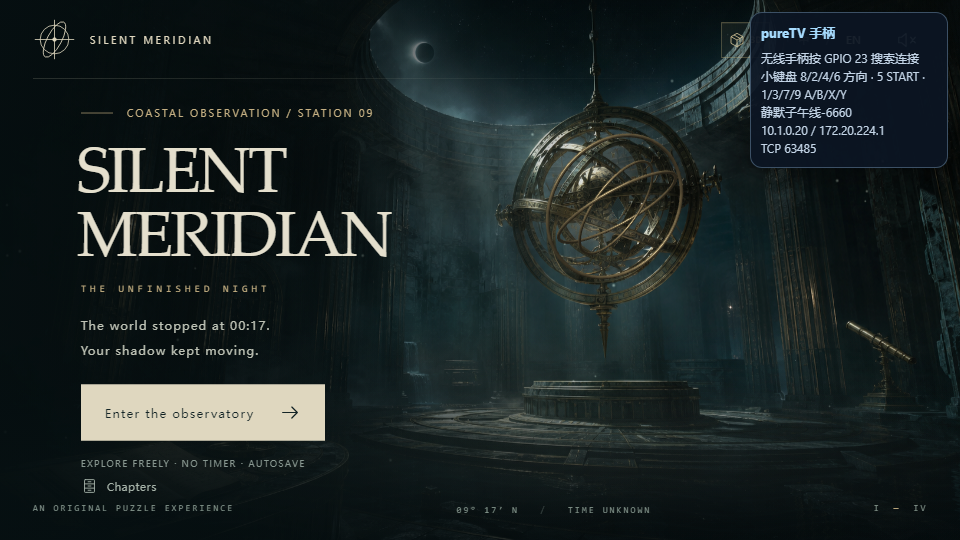 SILENT MERIDIAN
EN
pureTV 手柄
无线手柄按 GPIO 23 搜索连接
小键盘 8/2/4/6 方向 · 5 START ·
1/3/7/9 A/B/X/Y
静默子午线-6660
10.1.0.20 / 172.20.224.1
TCP 63485
COASTAL OBSERVATION / STATION 09
SILENT
MERIDIAN
THE UNFINISHED NIGHT
The world stopped at 00:17.
Your shadow kept moving.
Enter the observatory →
EXPLORE FREELY · NO TIMER · AUTOSAVE
Chapters
AN ORIGINAL PUZZLE EXPERIENCE
09° 17′ N / TIME UNKNOWN
I — IV